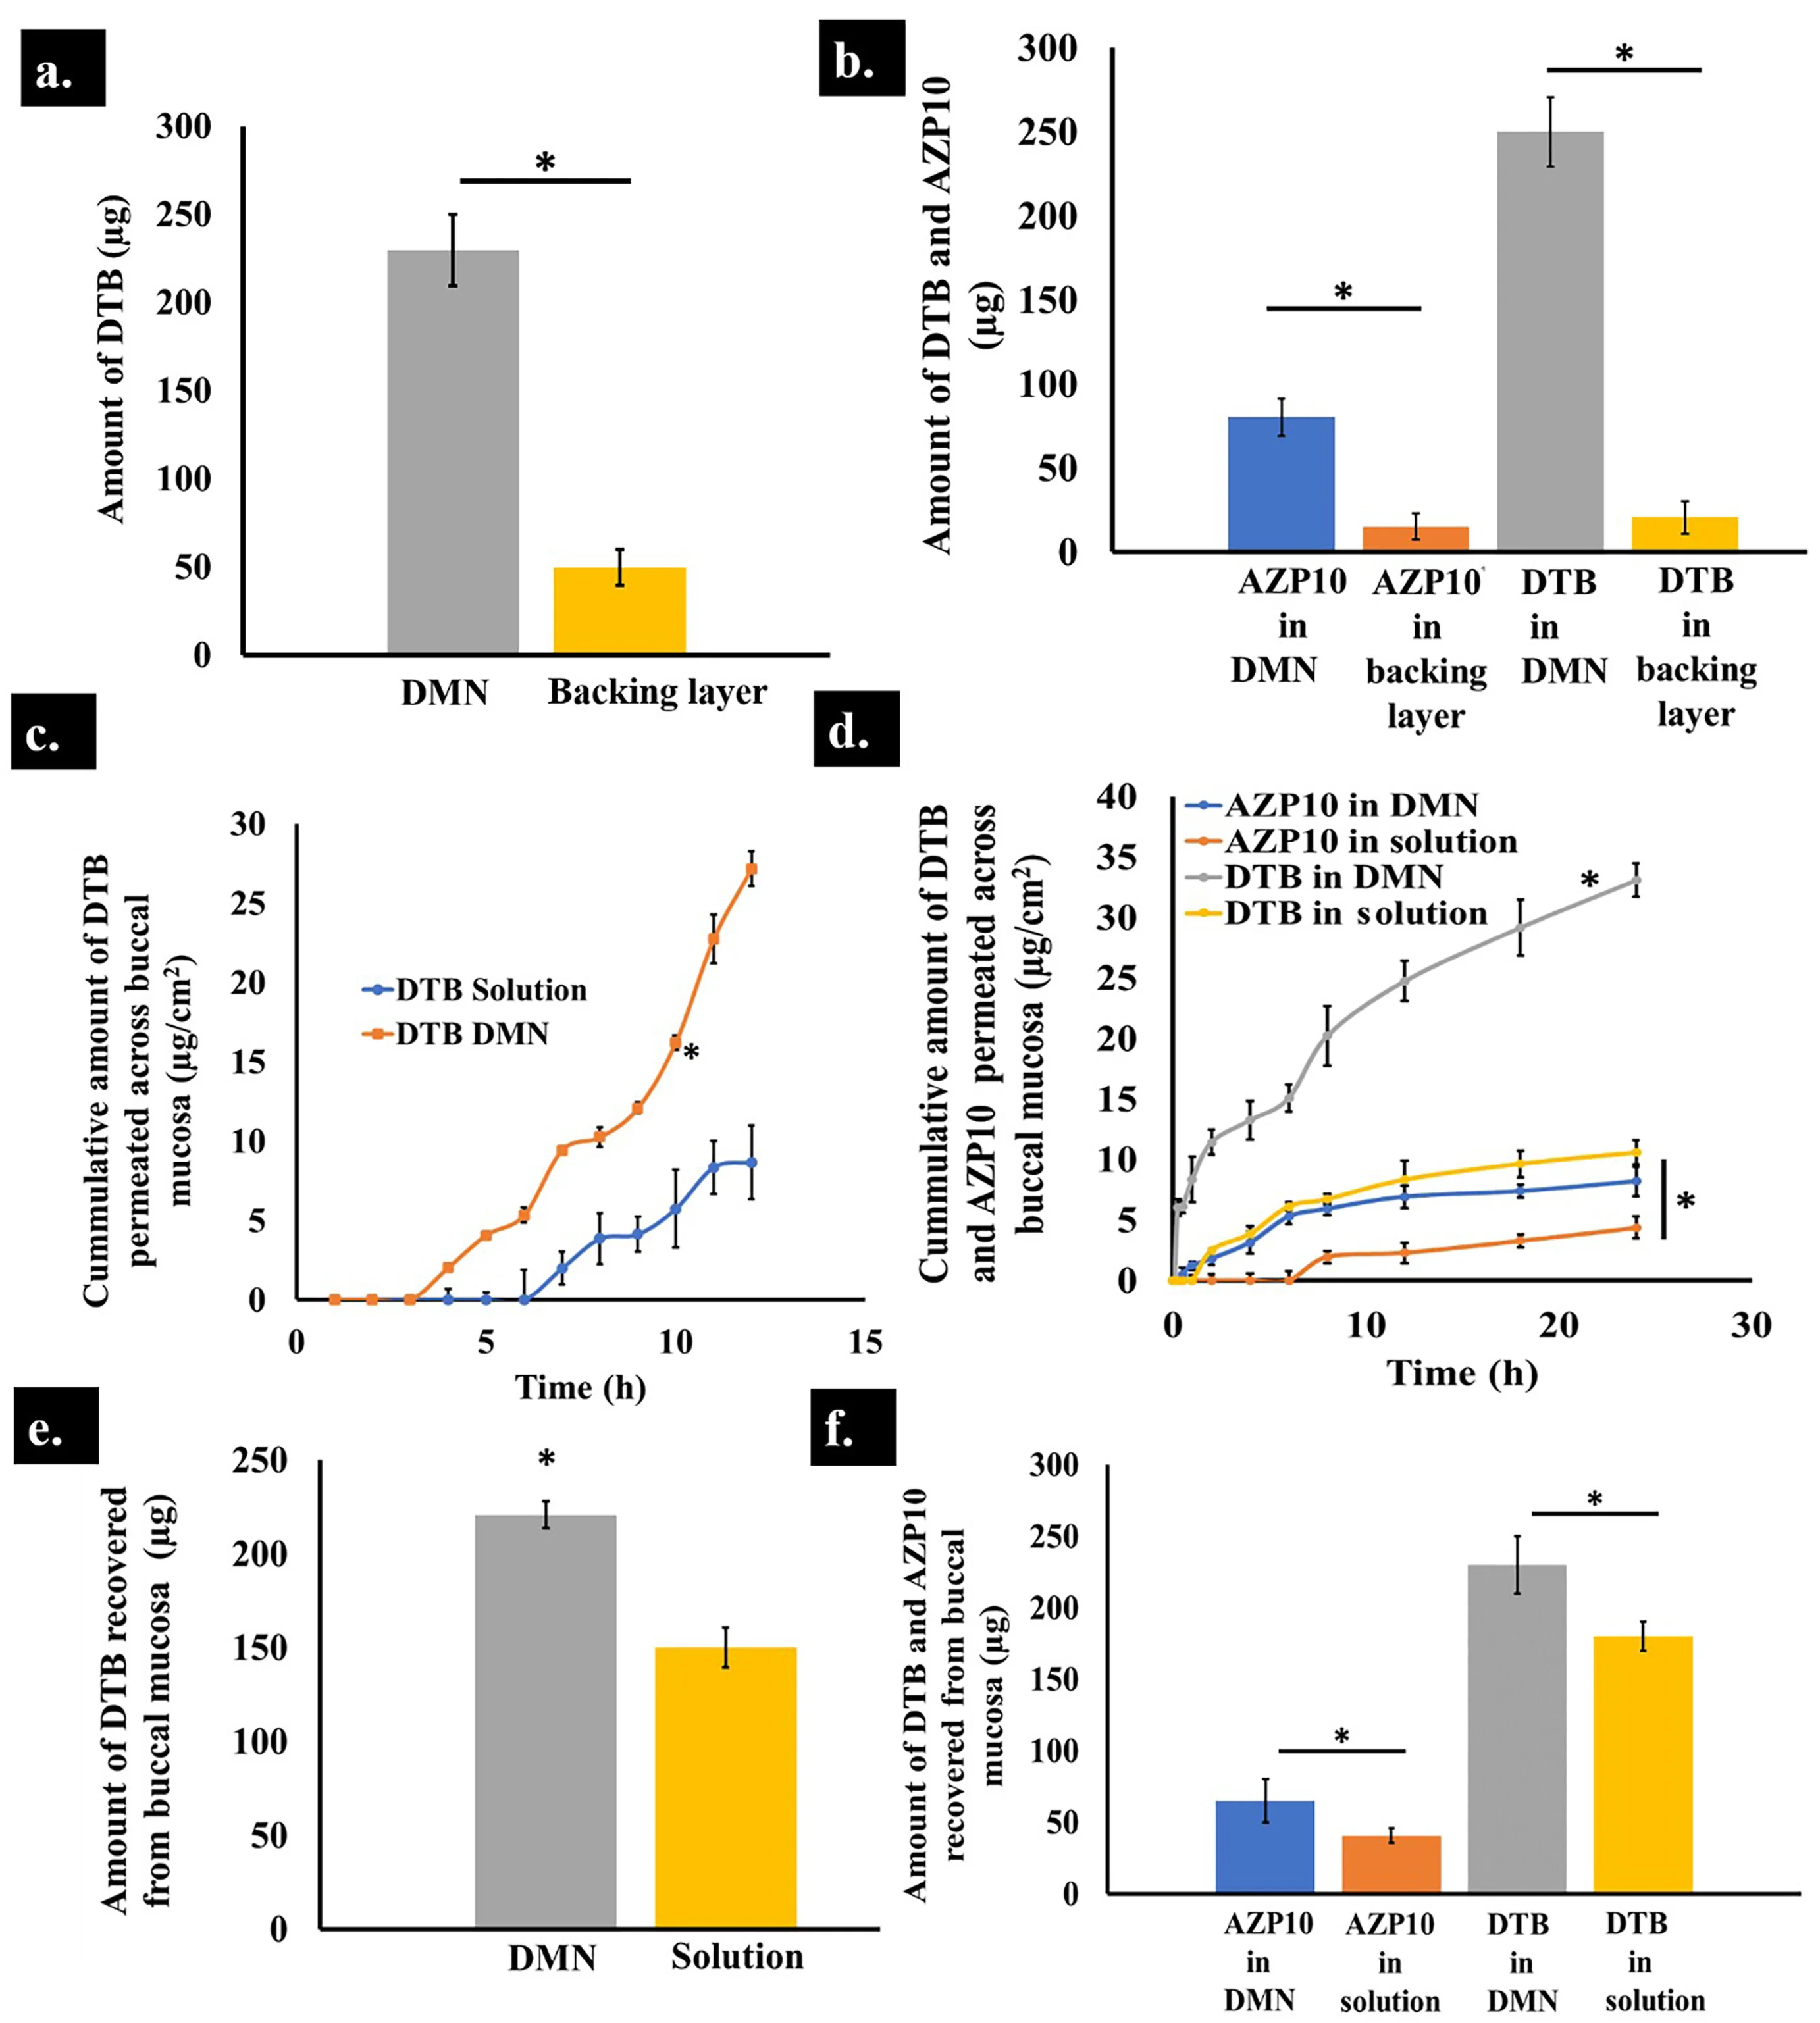 a.
300
250
200
150
100
50
0
Amount of DTB (µg)
*
DMN
Backing layer
b.
300
250
200
150
100
50
0
Amount of DTB and AZP10
(µg)
*
*
AZP10
in
DMN
AZP10
in
backing
layer
DTB
in
DMN
DTB
in
backing
layer
c.
30
25
20
15
10
5
0
Cummulative amount of DTB
permeated across buccal
mucosa (µg/cm²)
DTB Solution
DTB DMN
*
0
5
10
15
Time (h)
d.
40
35
30
25
20
15
10
5
0
Cummulative amount of DTB
and AZP10 permeated across
buccal mucosa (µg/cm²)
AZP10 in DMN
AZP10 in solution
DTB in DMN
DTB in solution
*
*
0
10
20
30
Time (h)
e.
250
200
150
100
50
0
Amount of DTB recovered
from buccal mucosa (µg)
*
DMN
Solution
f.
300
250
200
150
100
50
0
Amount of DTB and AZP10
recovered from buccal
mucosa (µg)
*
*
AZP10
in
DMN
AZP10
in
solution
DTB
in
DMN
DTB
in
solution